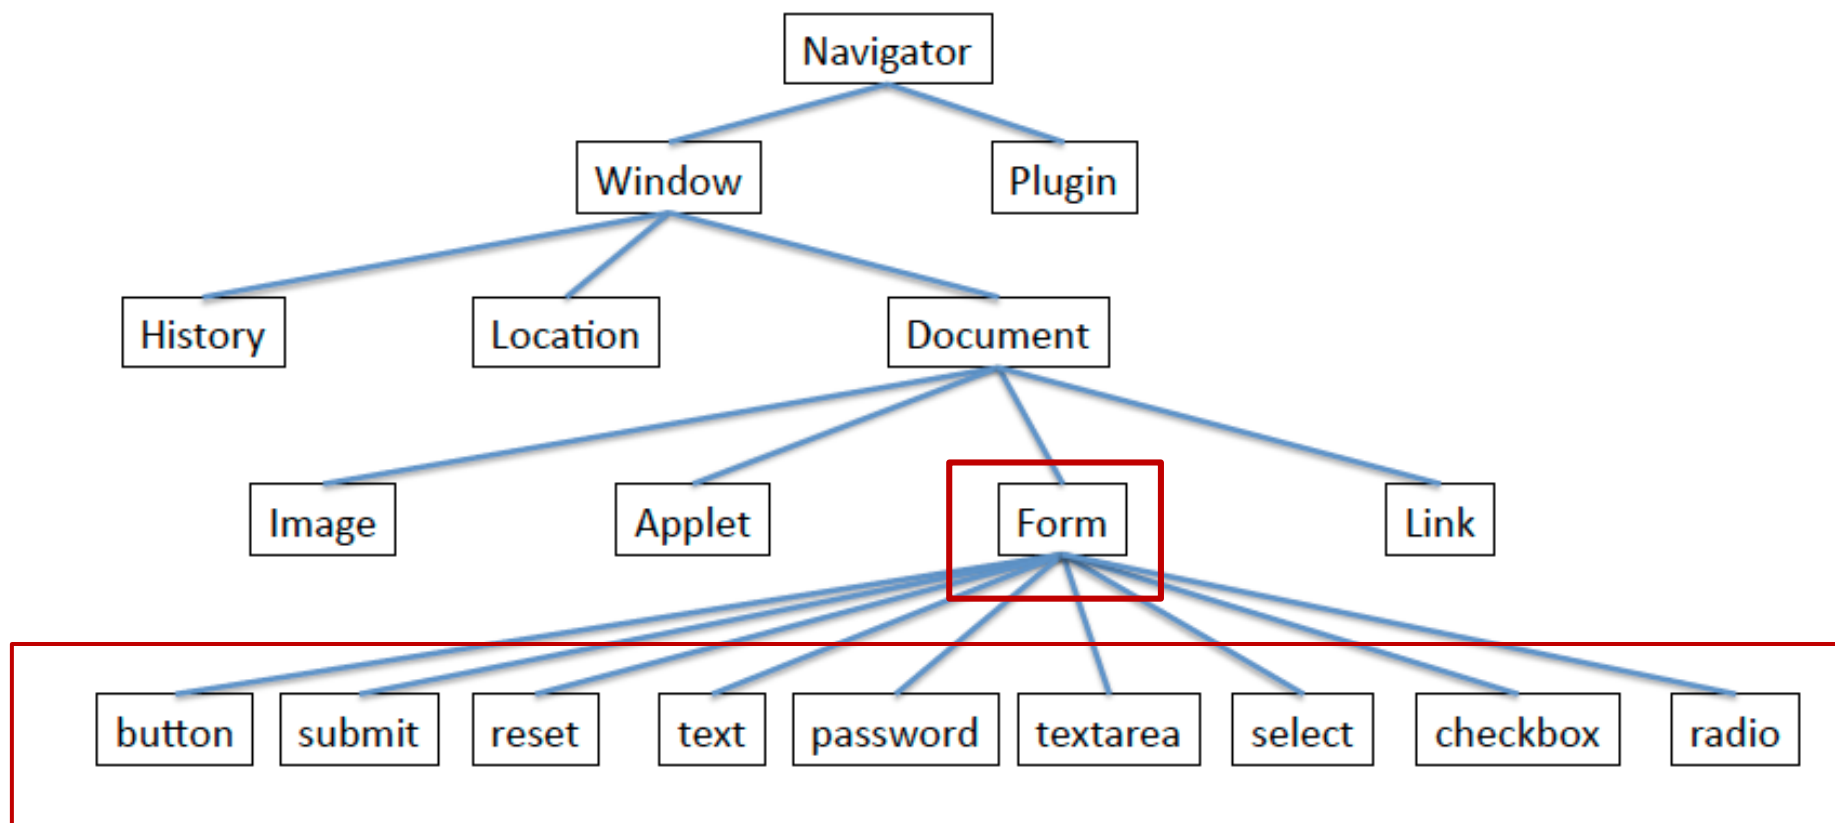 Navigator
Window Plugin
History Location Document
Image Applet Form Link
button submit reset text password textarea select checkbox radio